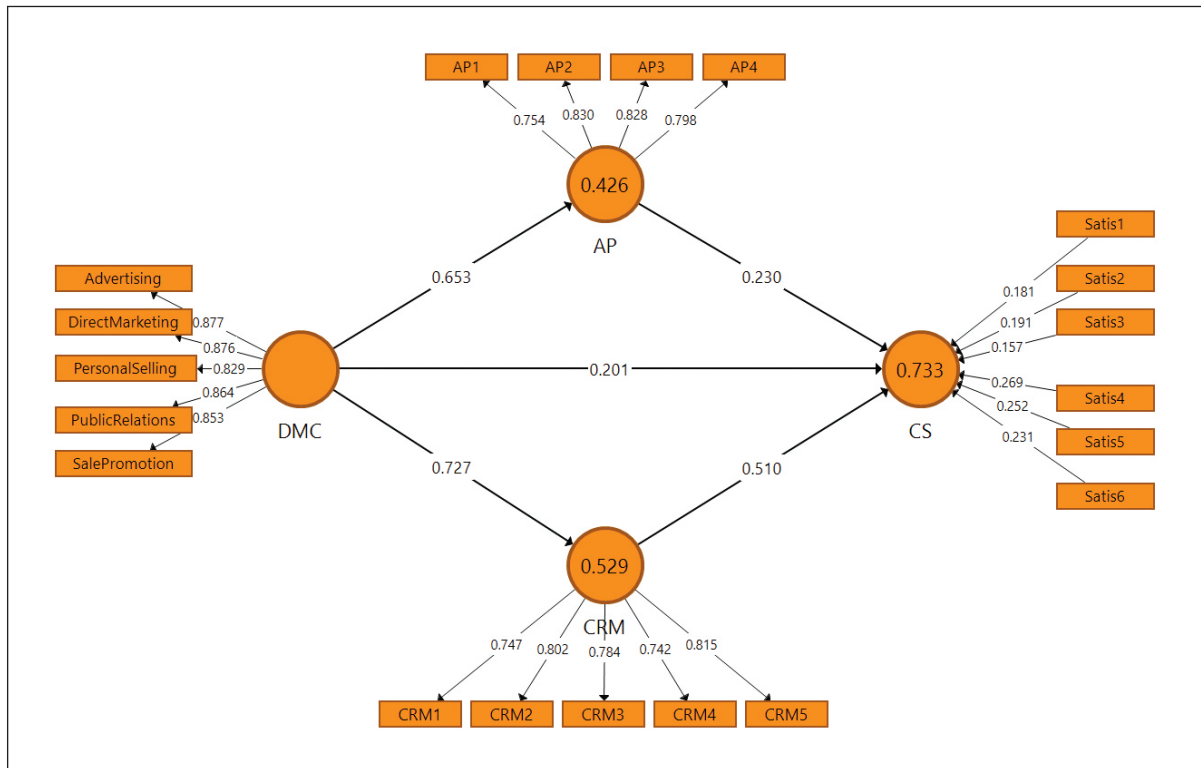 AP1 AP2 AP3 AP4
0.754 0.830 0.828 0.798
0.426
AP
Satis1
Satis2
Satis3
Satis4
Satis5
Satis6
0.181
0.191
0.157
0.269
0.252
0.231
0.733
CS
0.653
0.230
0.201
0.727
0.510
Advertising
DirectMarketing
PersonalSelling
PublicRelations
SalePromotion
0.877
0.876
0.829
0.864
0.853
DMC
0.529
CRM
0.747 0.802 0.784 0.742 0.815
CRM1 CRM2 CRM3 CRM4 CRM5